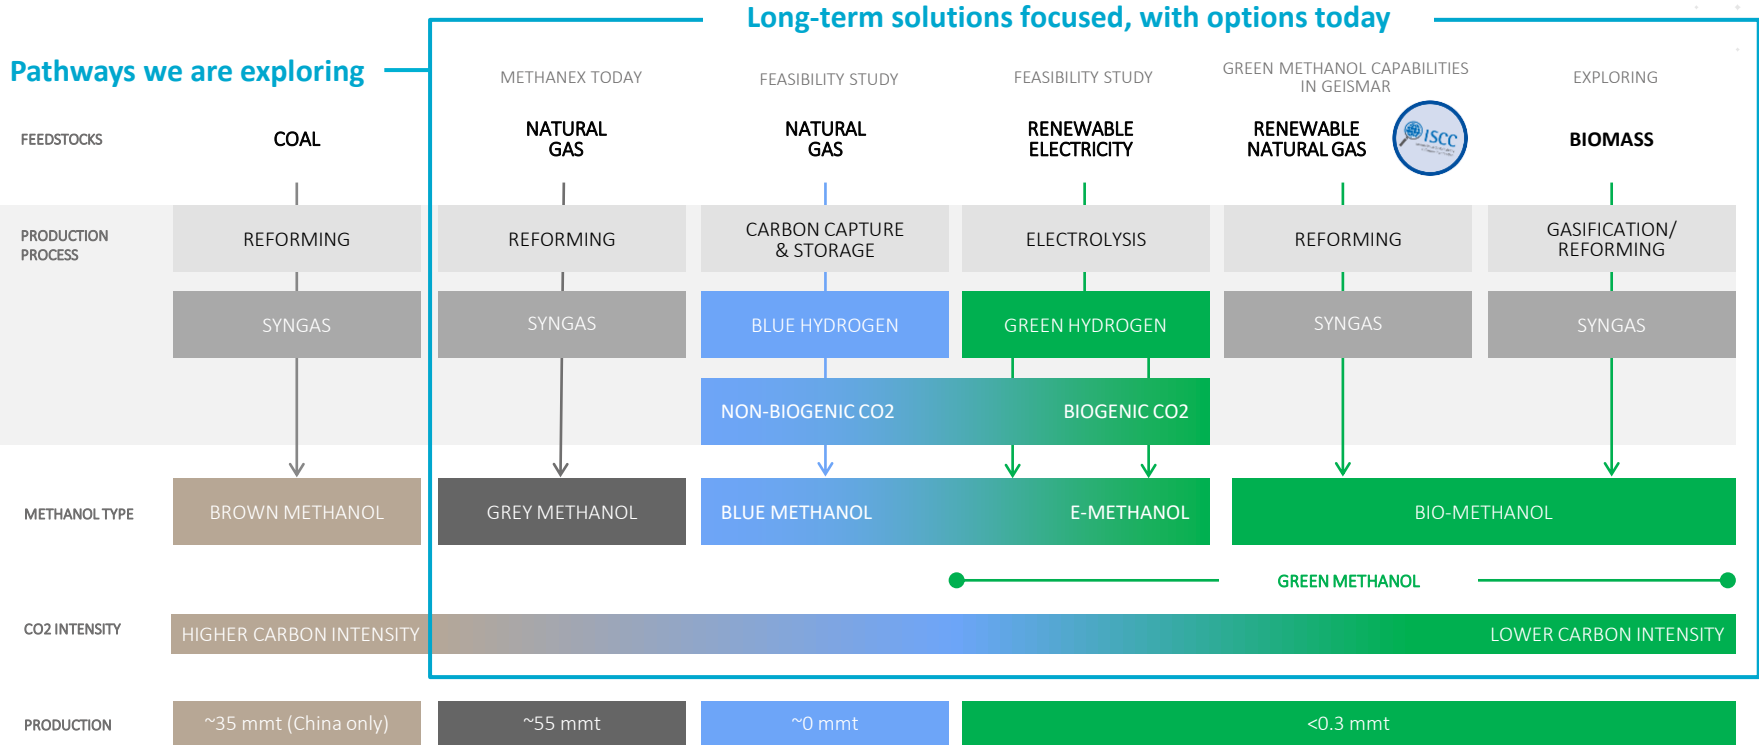 Long-term solutions focused, with options today
Pathways we are exploring
METHANEX TODAY
FEASIBILITY STUDY
FEASIBILITY STUDY
GREEN METHANOL CAPABILITIES
IN GEISMAR
EXPLORING
FEEDSTOCKS
COAL
NATURAL
GAS
NATURAL
GAS
RENEWABLE
ELECTRICITY
RENEWABLE
NATURAL GAS
ISCC
BIOMASS
PRODUCTION
PROCESS
REFORMING
REFORMING
CARBON CAPTURE
& STORAGE
ELECTROLYSIS
REFORMING
GASIFICATION/
REFORMING
SYNGAS
SYNGAS
BLUE HYDROGEN
GREEN HYDROGEN
SYNGAS
SYNGAS
NON-BIOGENIC CO2
BIOGENIC CO2
METHANOL TYPE
BROWN METHANOL
GREY METHANOL
BLUE METHANOL
E-METHANOL
BIO-METHANOL
GREEN METHANOL
CO2 INTENSITY
HIGHER CARBON INTENSITY
LOWER CARBON INTENSITY
PRODUCTION
~35 mmt (China only)
~55 mmt
~0 mmt
<0.3 mmt